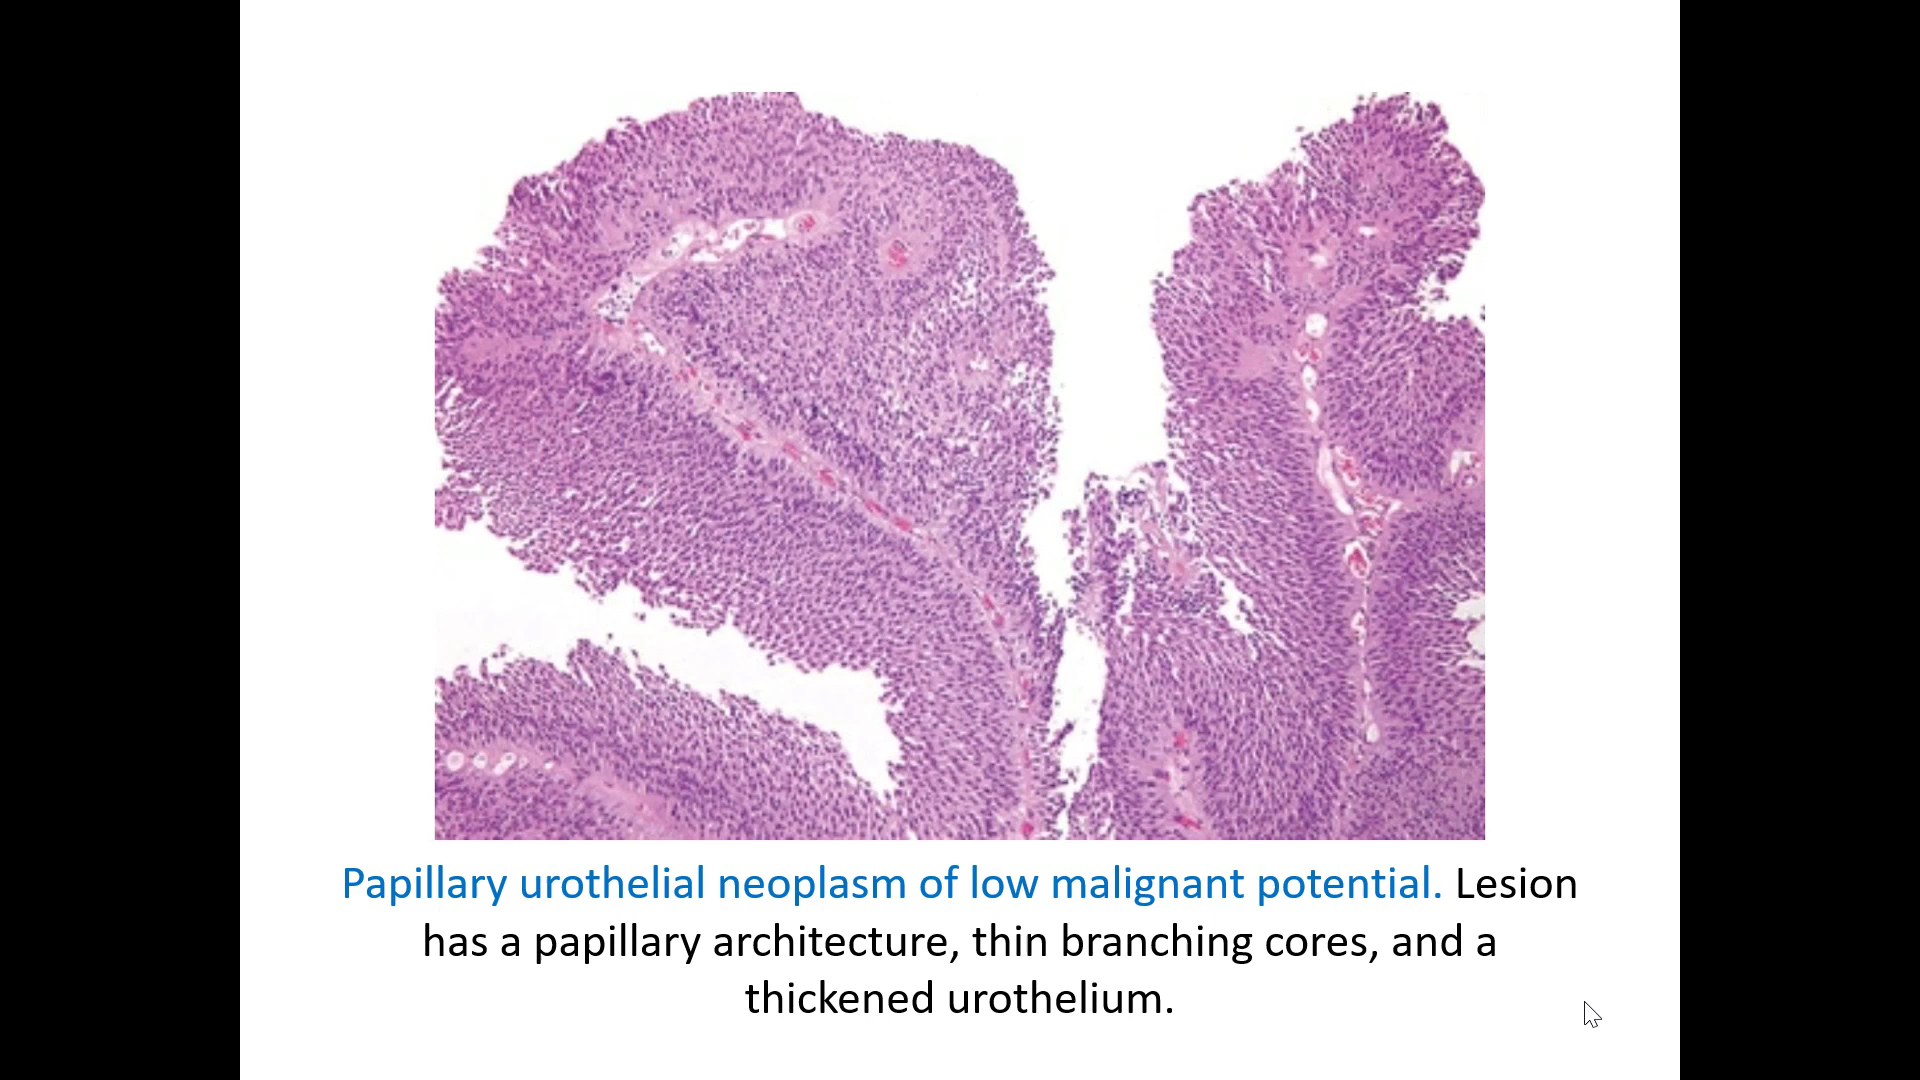 Papillary urothelial neoplasm of low malignant potential. Lesion
has a papillary architecture, thin branching cores, and a
thickened urothelium.